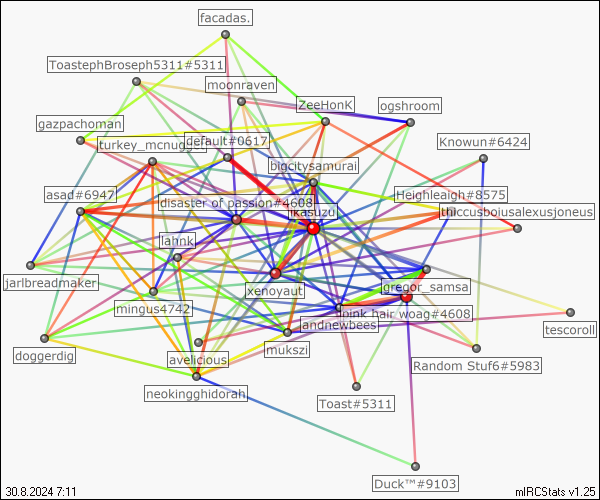 facadas.
ToastephBroseph5311#5311
moonraven
ZeeHonK
ogshroom
gazpachoman
turkey_mcnugge
default#0617
Knowun#6424
bigcitysamurai
asad#6947
Heighleaigh#8575
disaster of passion#4608
ikasuzu
thiccusboiusalexusjoneus
lahnk
jarlbreadmaker
xenoyaut
gregor_samsa
mingus4742
oink hair woag#4608
andnewbees
tescoroll
doggerdig
avelicious
mukszi
Random Stuf6#5983
neokingghidorah
Toast#5311
Duck™#9103
30.8.2024 7:11
mIRCStats v1.25